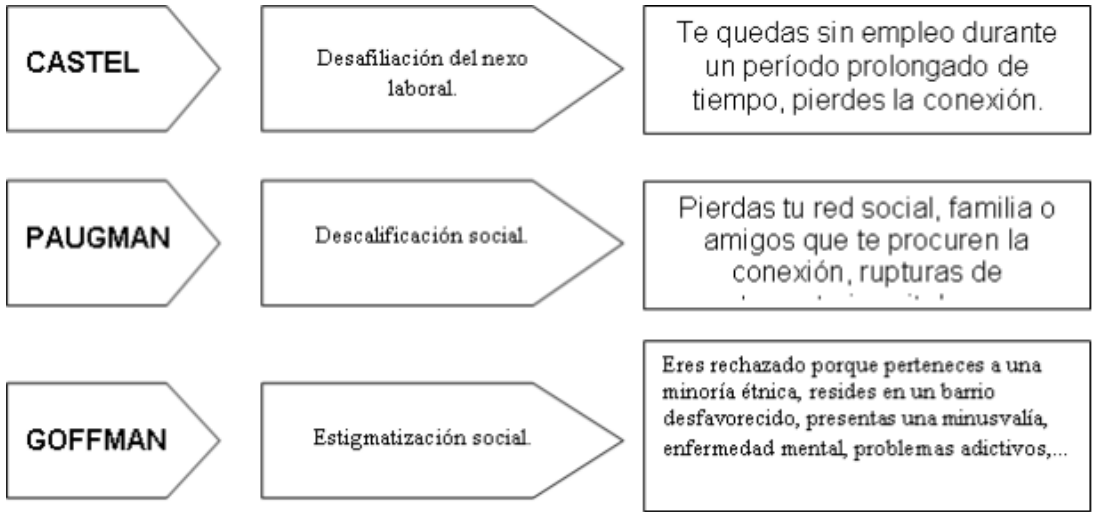 CASTEL
Desafiliación del nexo
laboral.
Te quedas sin empleo durante
un período prolongado de
tiempo, pierdes la conexión.
PAUGMAN
Descalificación social.
Pierdas tu red social, familia o
amigos que te procuren la
conexión, rupturas de
GOFFMAN
Estigmatización social.
Eres rechazado porque perteneces a una
minoría étnica, resides en un barrio
desfavorecido, presentas una minusvalía,
enfermedad mental, problemas adictivos,...